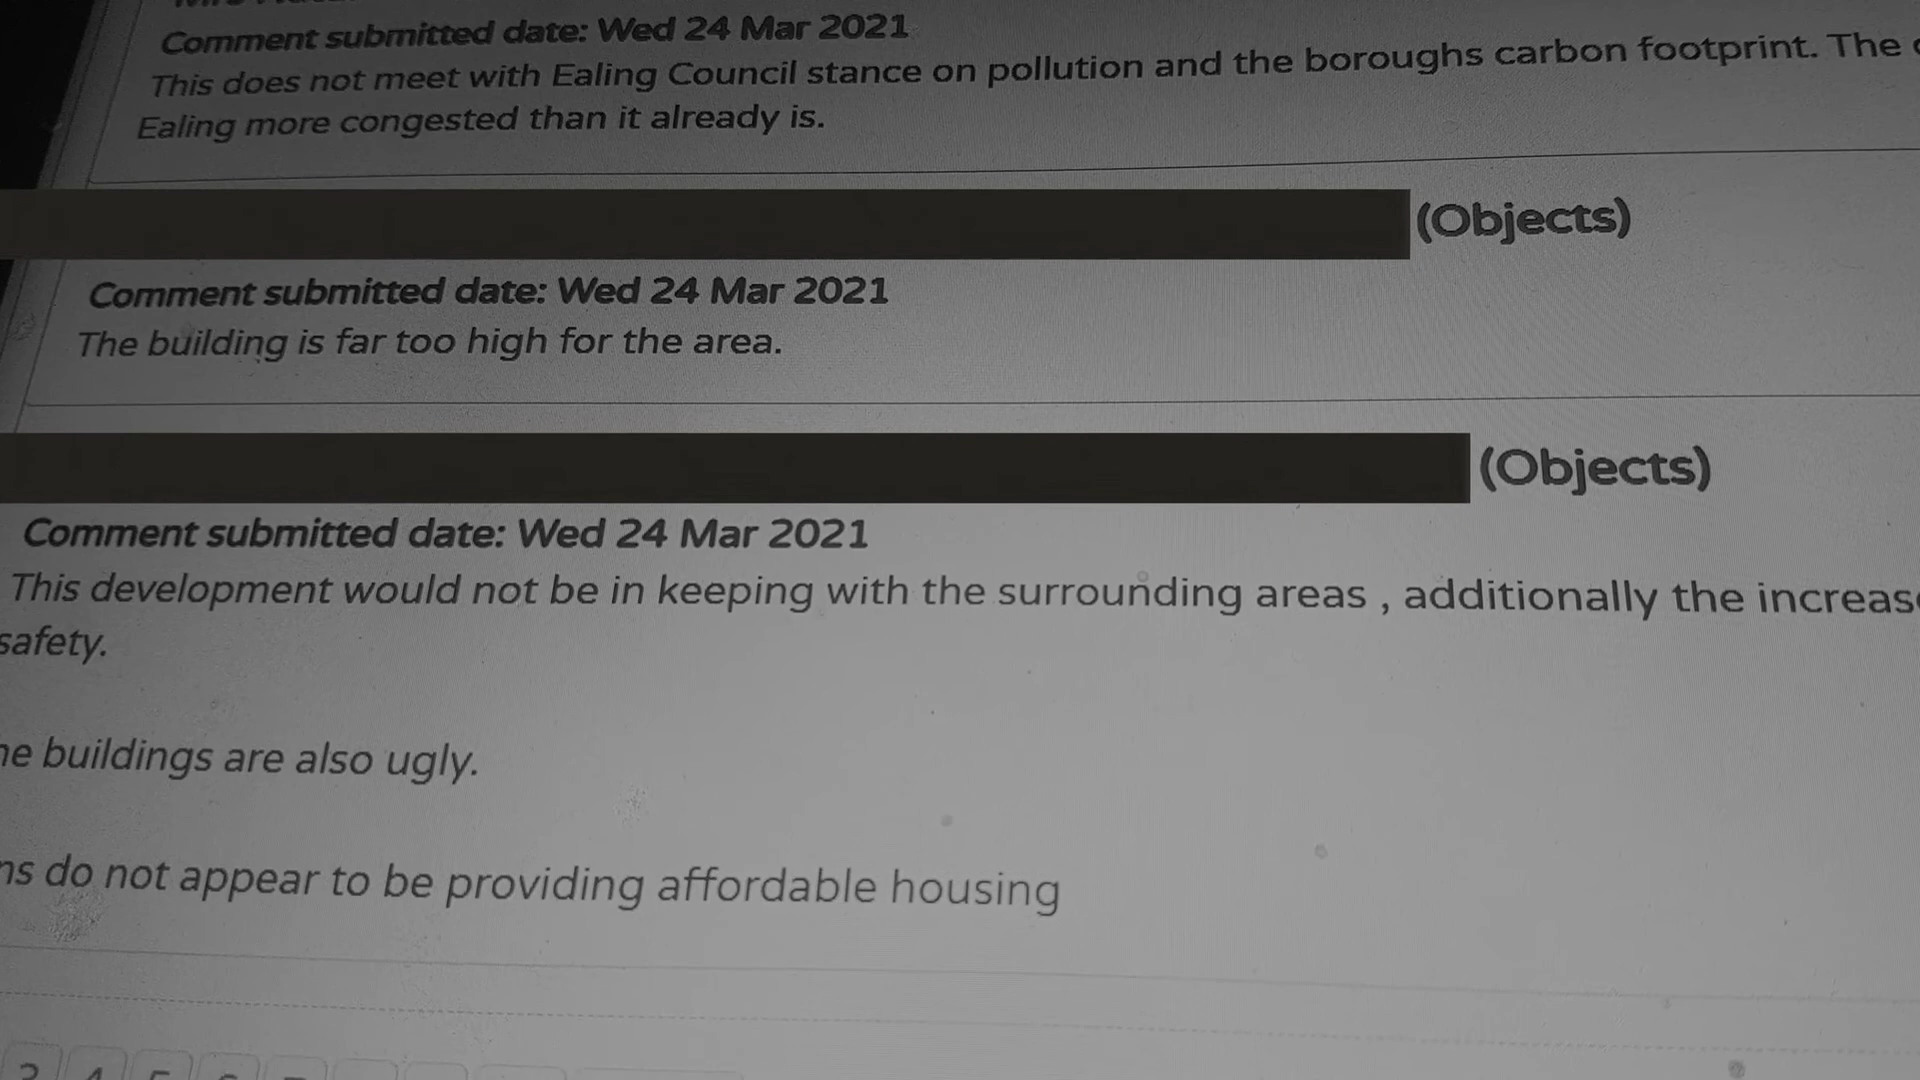 Comment submitted date: Wed 24 Mar 2021
This does not meet with Ealing Council stance on pollution and the boroughs carbon footprint. The
Ealing more congested than it already is.
(Objects)
Comment submitted date: Wed 24 Mar 2021
The building is far too high for the area.
(Objects)
Comment submitted date: Wed 24 Mar 2021
This development would not be in keeping with the surrounding areas , additionally the increas
safety.
buildings are also ugly.
do not appear to be providing affordable housing